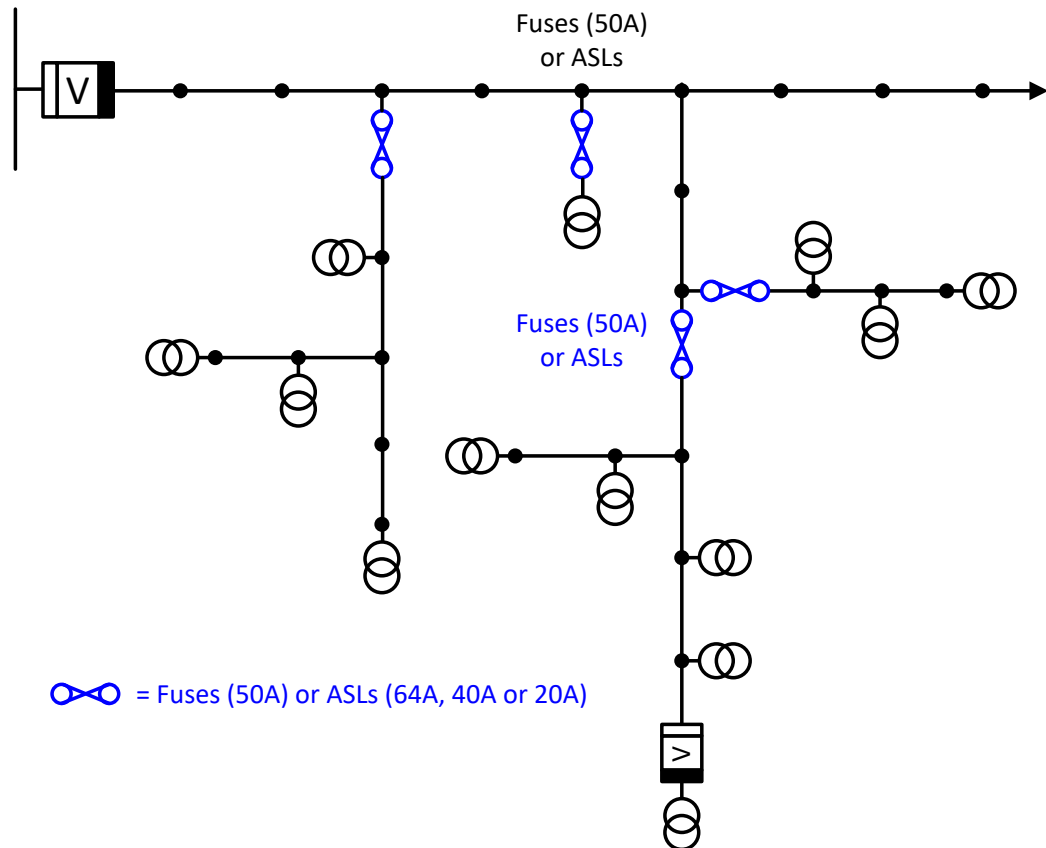 Fuses (50A)
or ASLs
V
Fuses (50A)
or ASLs
= Fuses (50A) or ASLs (64A, 40A or 20A)
V